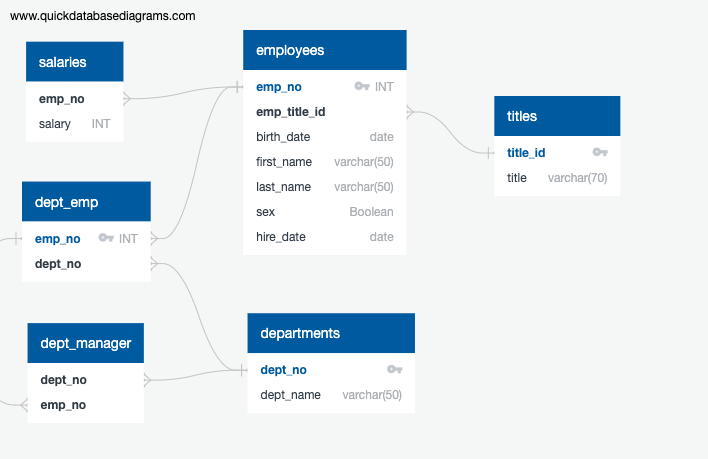 www.quickdatabasediagrams.com
salaries
emp_no
salary INT
employees
emp_no INT
emp_title_id
birth_date date
first_name varchar(50)
last_name varchar(50)
sex Boolean
hire_date date
titles
title_id
title varchar(70)
dept_emp
emp_no INT
dept_no
dept_manager
dept_no
emp_no
departments
dept_no
dept_name varchar(50)